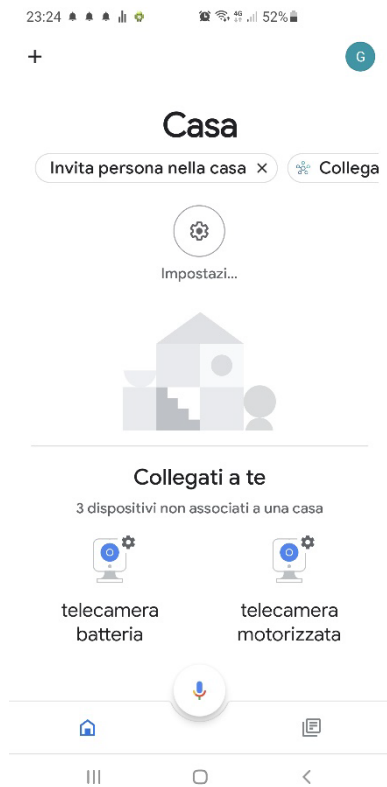 23:24 4G 52%
G
Casa
Invita persona nella casa Collega
Impostazi...
Collegati a te
3 dispositivi non associati a una casa
telecamera telecamera
batteria motorizzata